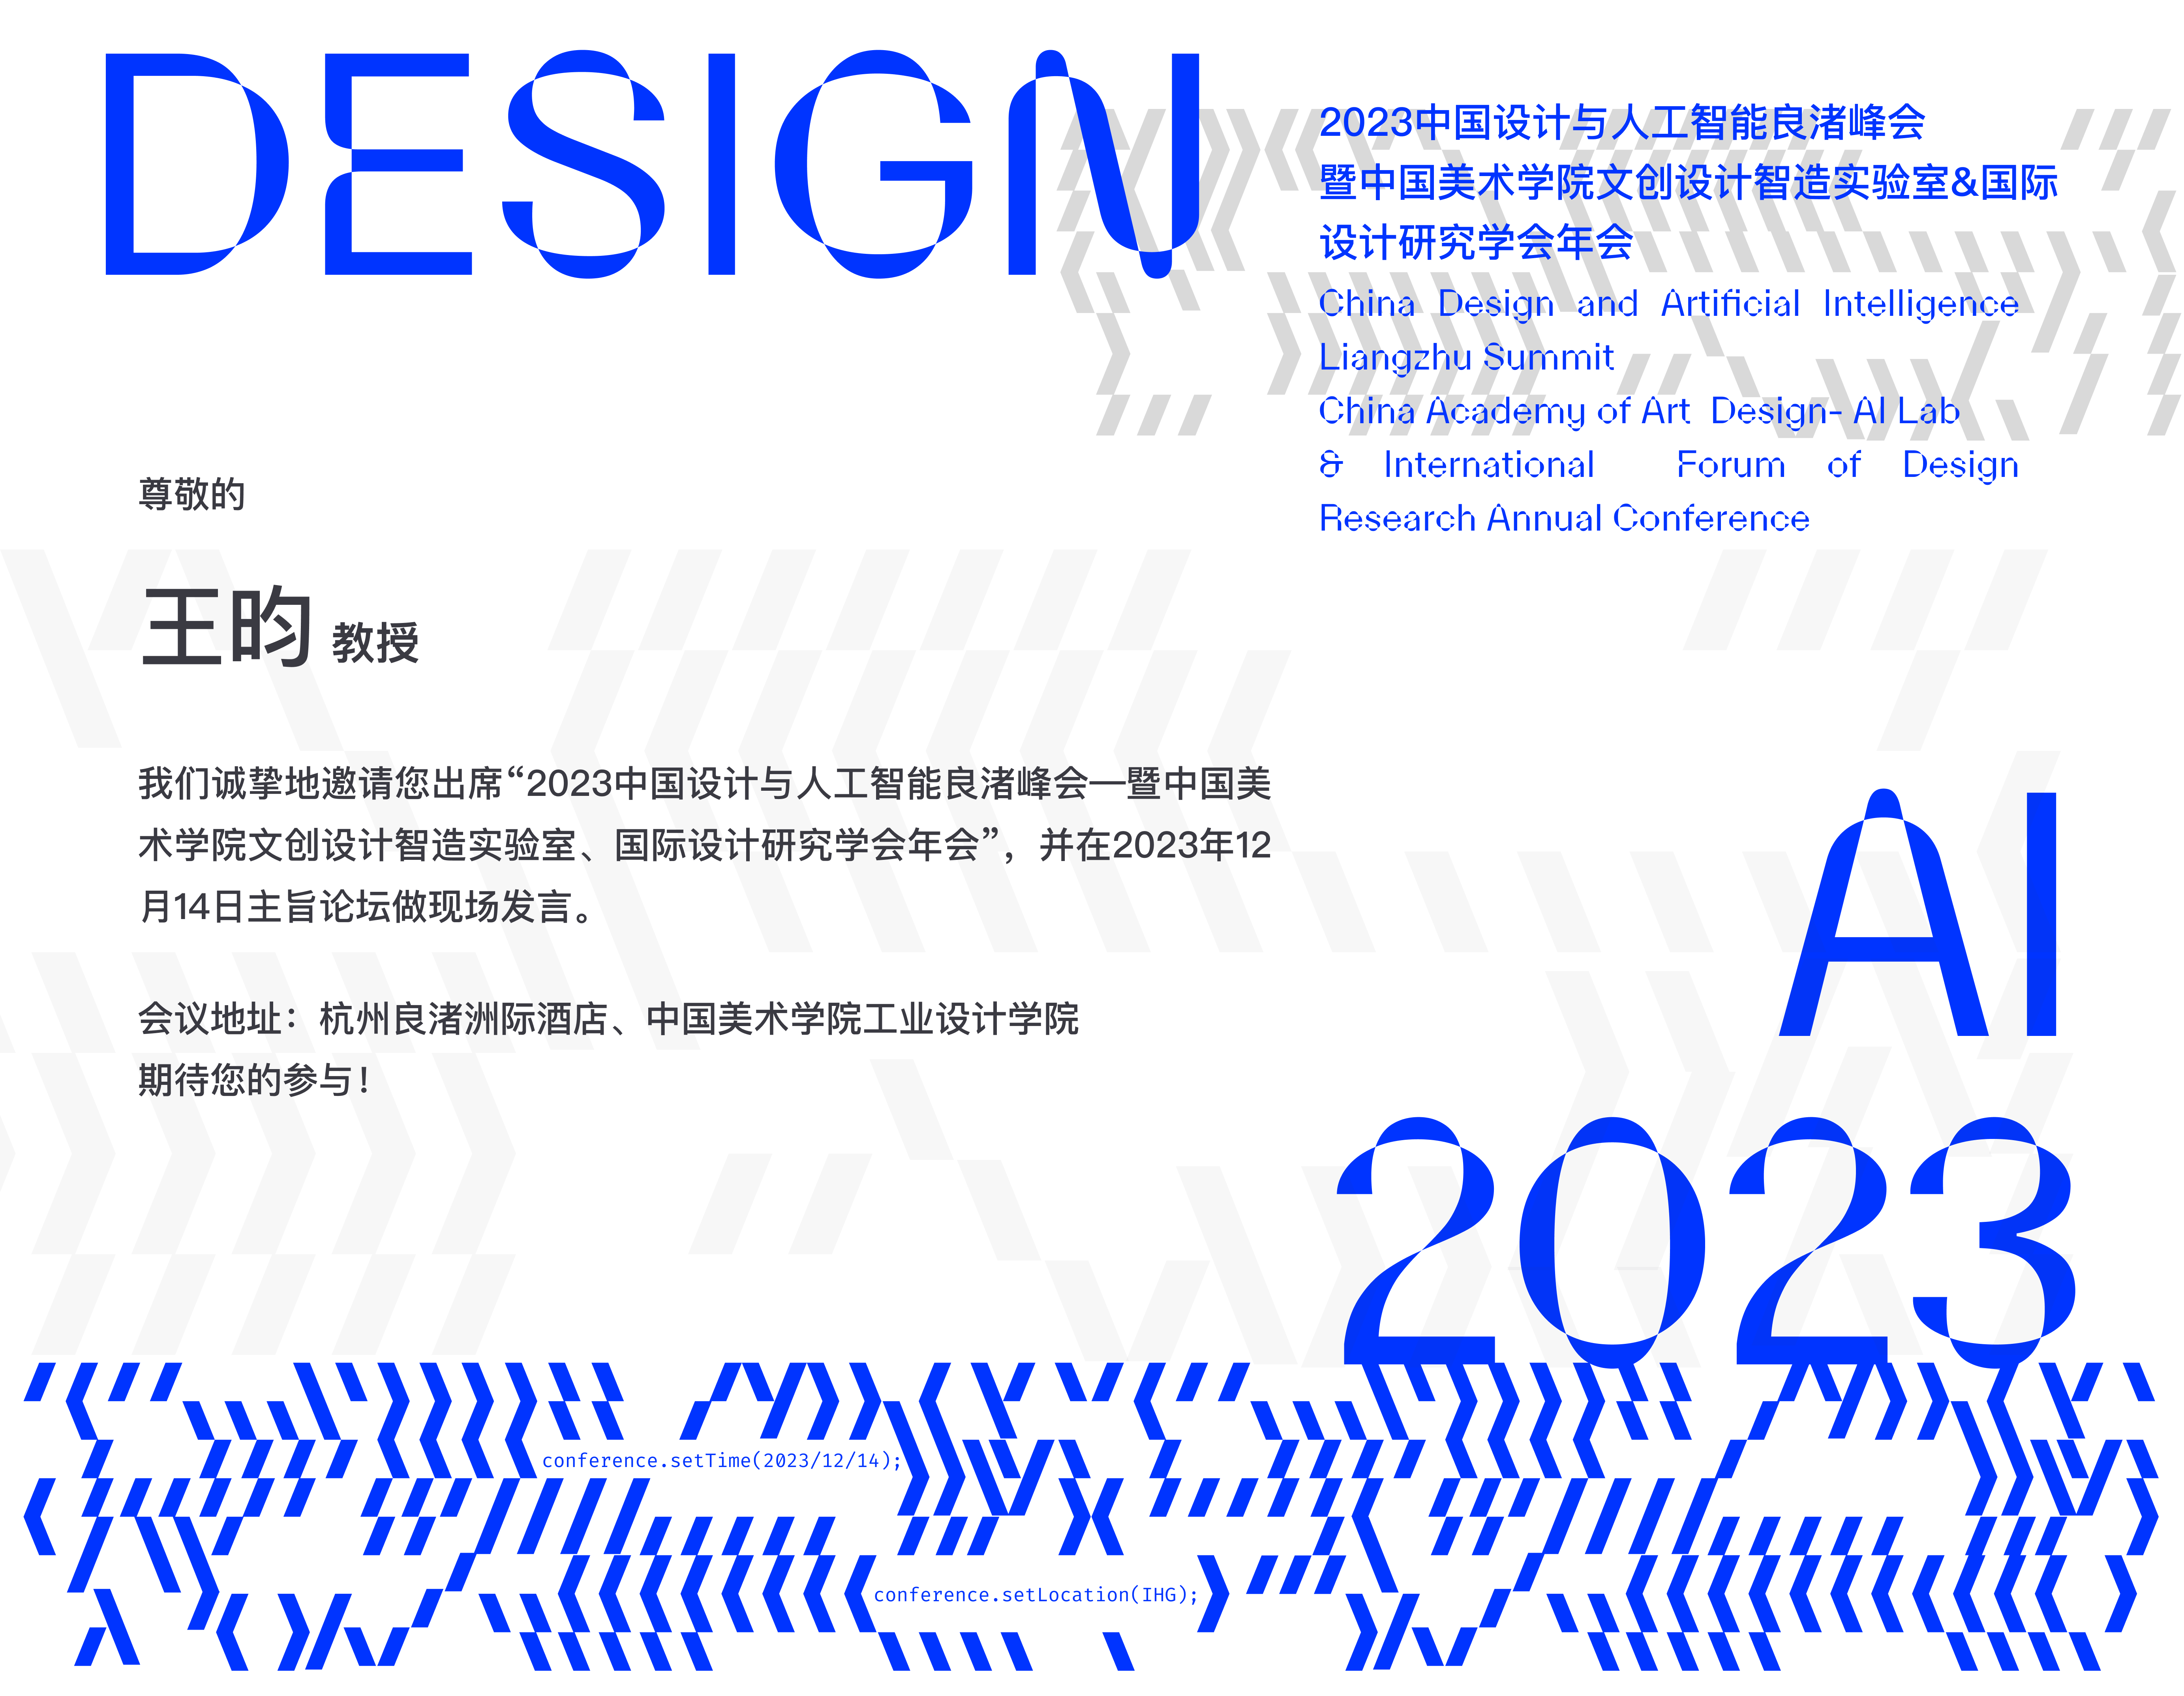 DESIGN
2023中国设计与人工智能良渚峰会
暨中国美术学院文创设计智造实验室&国际
设计研究学会年会
China Design and Artificial Intelligence
Liangzhu Summit
China Academy of Art Design- AI Lab
& International Forum of Design
Research Annual Conference
尊敬的
王昀 教授
我们诚挚地邀请您出席“2023中国设计与人工智能良渚峰会—暨中国美
术学院文创设计智造实验室、国际设计研究学会年会”，并在2023年12
月14日主旨论坛做现场发言。
会议地址：杭州良渚洲际酒店、中国美术学院工业设计学院
期待您的参与！
AI
2023
conference.setTime(2023/12/14);
conference.setLocation(IHG);